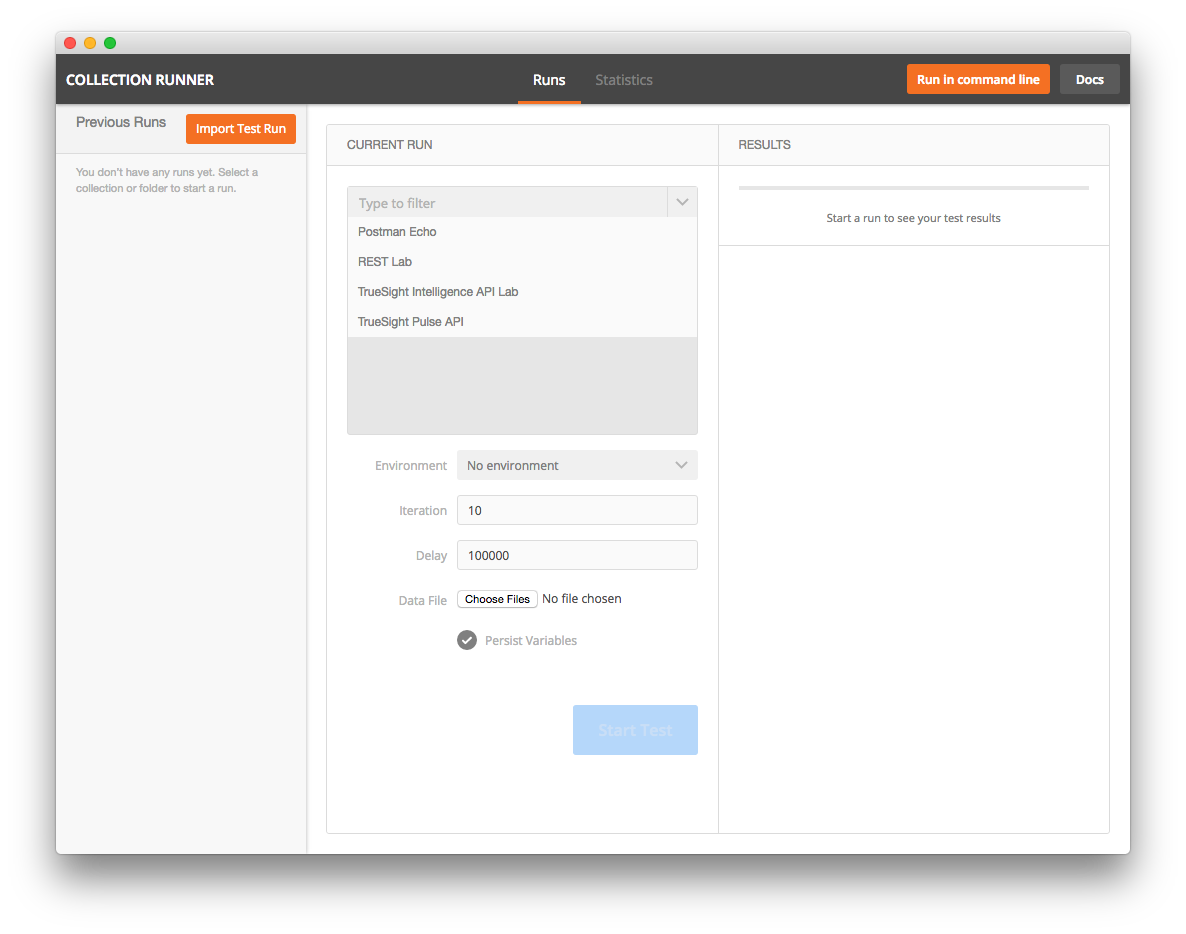 COLLECTION RUNNER
Runs
Statistics
Run in command line
Docs
Previous Runs
Import Test Run
You don't have any runs yet. Select a
collection or folder to start a run.
CURRENT RUN
Type to filter
Postman Echo
REST Lab
TrueSight Intelligence API Lab
TrueSight Pulse API
Environment
No environment
Iteration
10
Delay
100000
Data File
Choose Files
No file chosen
Persist Variables
Start Test
RESULTS
Start a run to see your test results